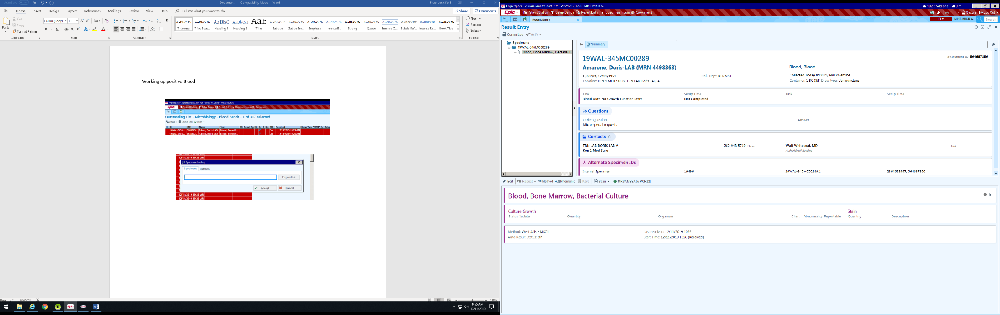 AutoSave Off
Document1 - Compatibility Mode - Word
Fryer, Jennifer E
File Home Insert Design Layout References Mailings Review View Help Tell me what you want to do
Share Comments
Paste
Cut
Copy
Format Painter
Calibri (Body) 11
AaBbCcDc AaBbCcDc AaBbC AaBbCcI AaB AaBbCcC AaBbCcDc AaBbCcDc AaBbCcDc AaBbCcDc AaBbCcDc AaBbCcDc AABBCCDC AABBCCDC AaBbCcDc
¶ Normal ¶ No Spac... Heading 1 Heading 2 Title Subtitle Subtle Em... Emphasis Intense E... Strong Quote Intense Q... Subtle Ref... Intense Re... Book Title
Find
Replace
Select
Clipboard Font Paragraph Styles Editing
Working up positive Blood
Hyperspace - Aurora Smart Chart PLY - WAM ACL LAB - MIKE-MICR A.
Epic Patient Station Setup Bench Result Entry Specimen Inquiry (By Specimen)
Outstanding List - Microbiology - Blood Bench - 1 of 317 selected
Views Comm Log Verify
ID MPI Name Test GS Result Age St O Li AR Received Setup Time Setup
19WAL-345M... 5646873... Alban, Doris LAB Blood, Bone M... On 12/11/2019 10:26 AM
19WAL-345M... 5646873... Albillo, Doris LAB Blood, Bone M... On 12/11/2019 10:26 AM
12/11/2019 10:26 AM
Specimen Lookup
Specimens Batches
Expand >>
Accept Cancel
12/11/2019 10:26 AM
12/11/2019 10:26 AM
Page 1 of 1 4 words
130%
8:56 AM
12/11/2019
Hyperspace - Aurora Smart Chart PLY - WAM ACL LAB - MIKE-MICR A.
102 : Add-ons 0
Epic Patient Station Setup Bench Result Entry Specimen Inquiry (By Specimen)
Print Secure Log Out
Result Entry
PLY MIKE-MICR A. Search
Result Entry
Comm Log Verify
Specimens
19WAL-345MC00289
Blood, Bone Marrow, Bacterial C
Summary
19WAL-345MC00289
Instrument ID: 564687356
Amarone, Doris-LAB (MRN 4498363)
Blood, Blood
F, 68 yrs, 12/11/1951
Coll. Dept: KENMS1
Collected Today 0400 by Phil Valentine
Location: KEN 1 MED SURG, TRN LAB Doris LAB, A
Container: 1 BC SET Draw type: Venipuncture
Task Setup Time Task Setup Time
Blood Auto No Growth Function Start Not Completed
Questions
Order Question Answer
Micro special requests
Contacts
TRN LAB DORIS LAB A 262-948-5710 Phone Walt Whitecoat, MD N/A
Ken 1 Med Surg Authorizing/Attending
Alternate Specimen IDs
Internal Specimen 19496 19WAL-345MC00289.1 2364693997, 564687356
Edit Repeat Method Mnemonic Keys Scan MRSA MSSA by PCR [2]
Blood, Bone Marrow, Bacterial Culture
Culture Growth Stain
Status Isolate Quantity Organism Chart Abnormality Reportable Quantity Description
Method: West Allis - MSC1 Last received: 12/11/2019 1026
Auto Result Status: On Start Time: 12/11/2019 1026 (Received)